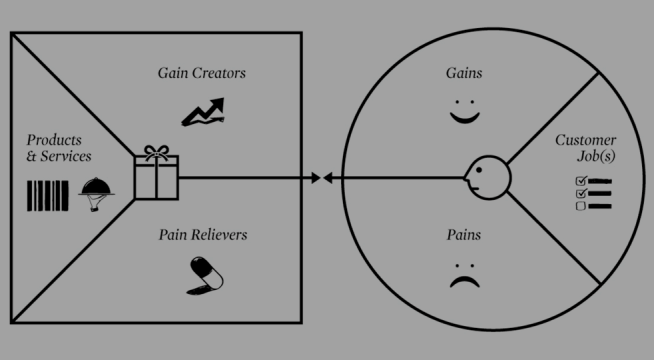 Gain Creators
Products
& Services
Pain Relievers
Gains
Customer
Job(s)
Pains